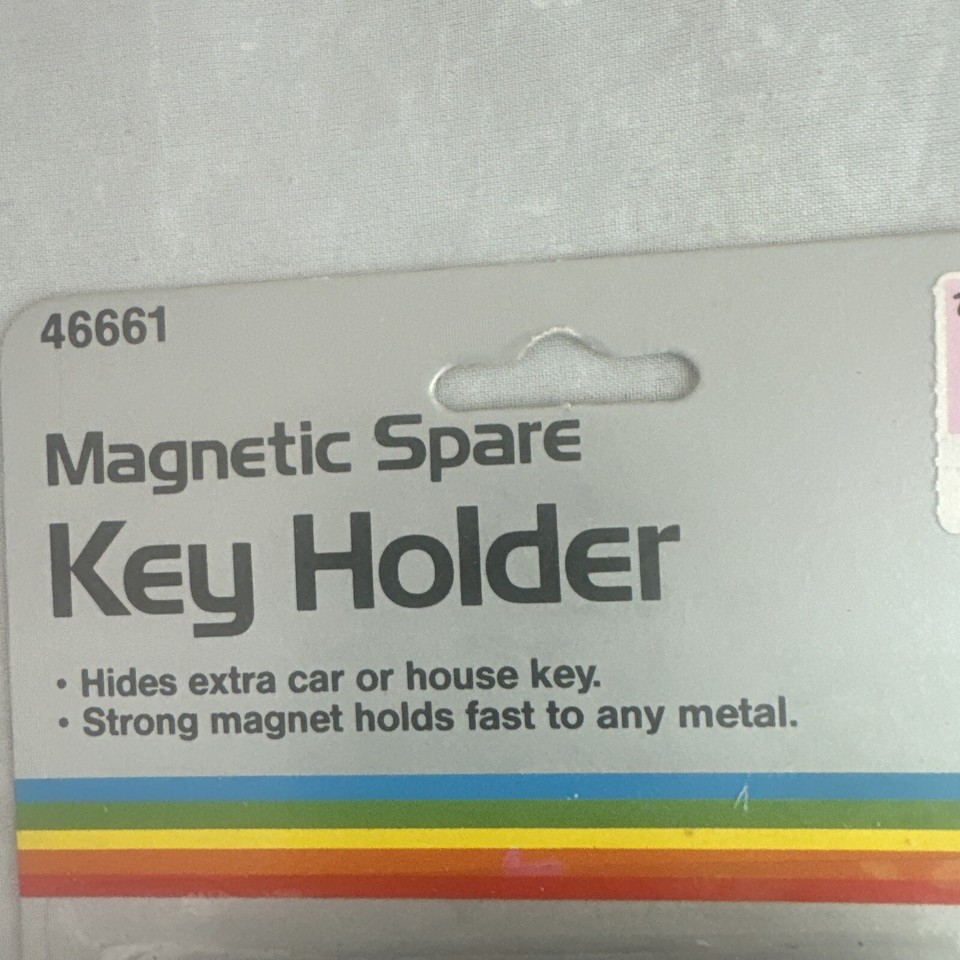 46661
Magnetic Spare
Key Holder
• Hides extra car or house key.
• Strong magnet holds fast to any metal.